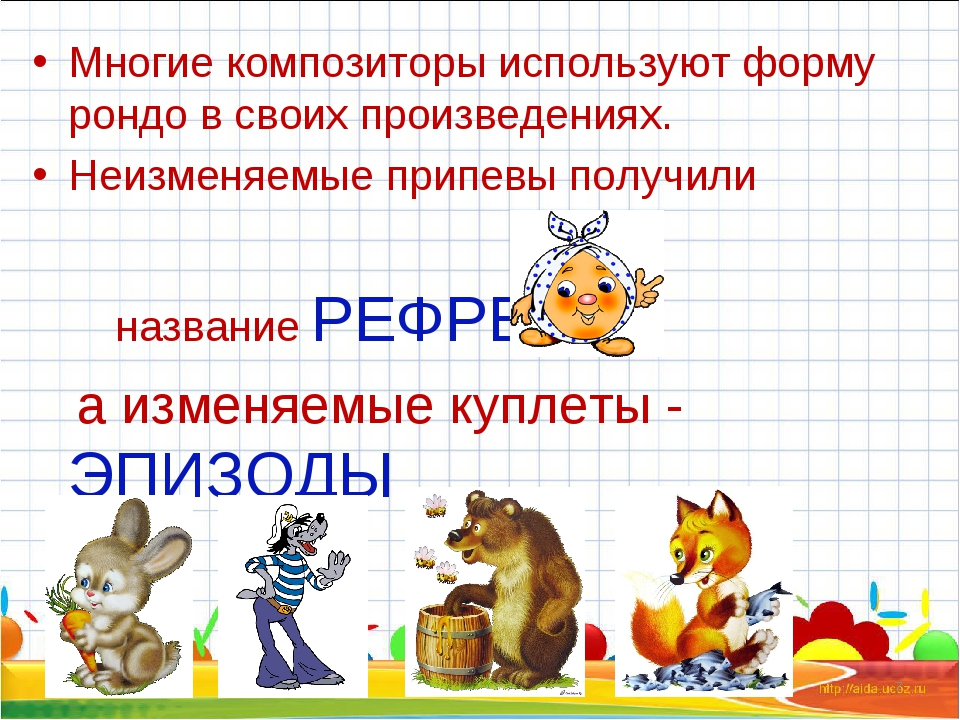 • Многие композиторы используют форму
рондо в своих произведениях.
• Неизменяемые припевы получили
название РЕФРЕ
а изменяемые куплеты -
ЭПИЗОДЫ
http://aida.ucoz.ru